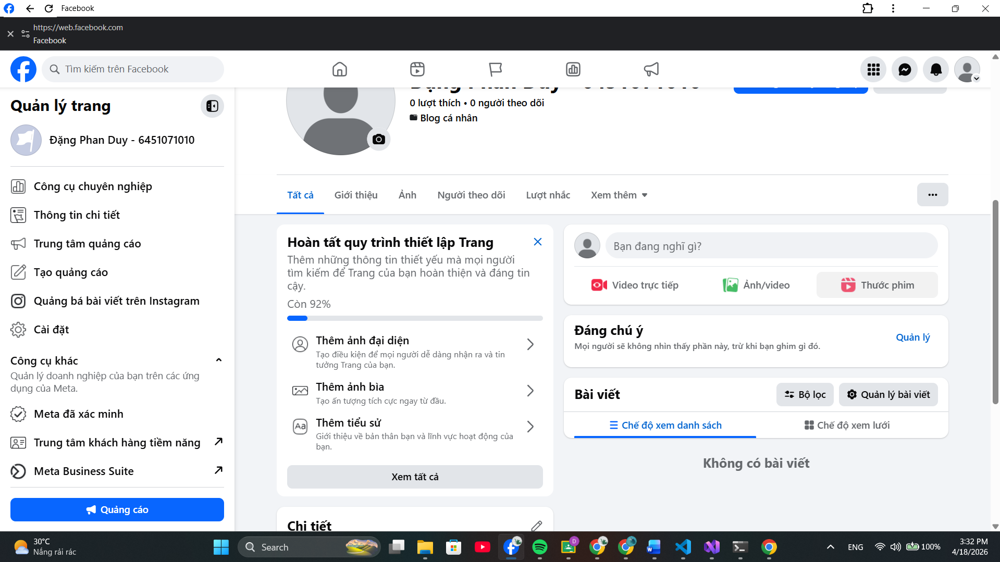 Facebook
https://web.facebook.com
Facebook
Tìm kiếm trên Facebook
Quản lý trang
Đặng Phan Duy - 6451071010
Công cụ chuyên nghiệp
Thông tin chi tiết
Trung tâm quảng cáo
Tạo quảng cáo
Quảng bá bài viết trên Instagram
Cài đặt
Công cụ khác
Quản lý doanh nghiệp của bạn trên các ứng
dụng của Meta.
Meta đã xác minh
Trung tâm khách hàng tiềm năng
Meta Business Suite
Quảng cáo
0 lượt thích • 0 người theo dõi
Blog cá nhân
Tất cả
Giới thiệu
Ảnh
Người theo dõi
Lượt nhắc
Xem thêm
Hoàn tất quy trình thiết lập Trang
Thêm những thông tin thiết yếu mà mọi người
tìm kiếm để Trang của bạn hoàn thiện và đáng tin
cậy.
Còn 92%
Thêm ảnh đại diện
Tạo điều kiện để mọi người dễ dàng nhận ra và tin
tưởng Trang của bạn.
Thêm ảnh bìa
Tạo ấn tượng tích cực ngay từ đầu.
Aa
Thêm tiểu sử
Giới thiệu về bản thân bạn và lĩnh vực hoạt động của
bạn.
Xem tất cả
Chi tiết
Bạn đang nghĩ gì?
Video trực tiếp
Ảnh/video
Thước phim
Đáng chú ý
Mọi người sẽ không nhìn thấy phần này, trừ khi bạn ghim gì đó.
Quản lý
Bài viết
Bộ lọc
Quản lý bài viết
Chế độ xem danh sách
Chế độ xem lưới
Không có bài viết
30°C
Nắng rải rác
Search
D
ENG
100%
3:32 PM
4/18/2026